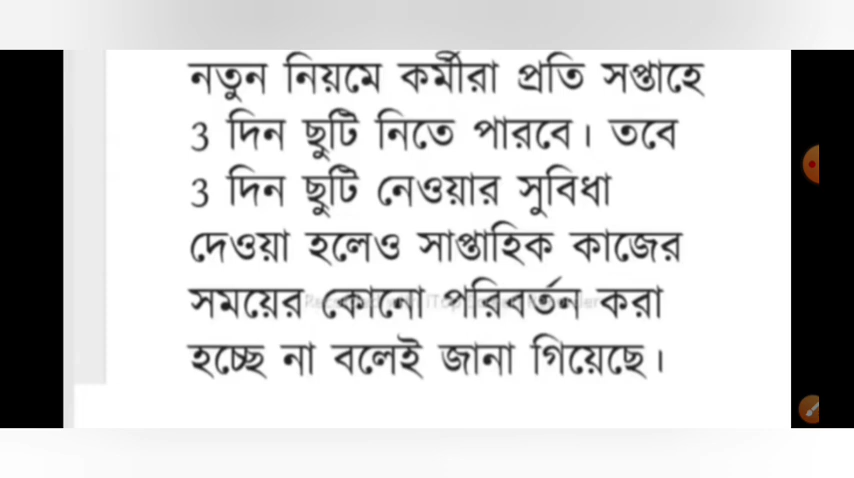 নতুন নিয়মে কর্মীরা প্রতি সপ্তাহে
3 দিন ছুটি নিতে পারবে। তবে
3 দিন ছুটি নেওয়ার সুবিধা
দেওয়া হলেও সাপ্তাহিক কাজের
সময়ের কোনো পরিবর্তন করা
হচ্ছে না বলেই জানা গিয়েছে।